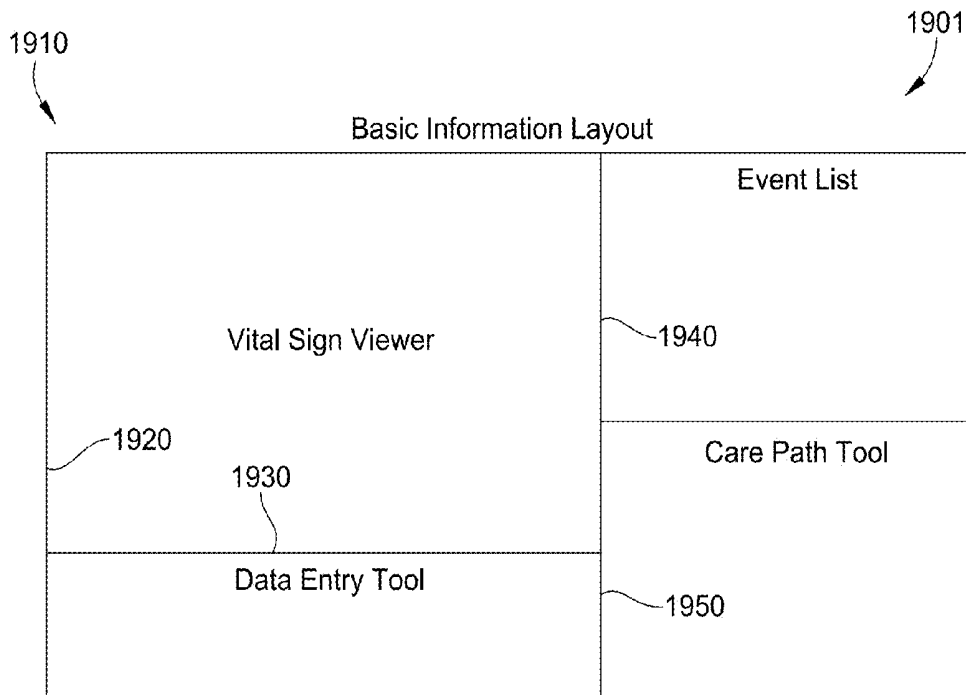 1910
1901
Basic Information Layout
Event List
Vital Sign Viewer
1940
1920
Care Path Tool
1930
Data Entry Tool
1950